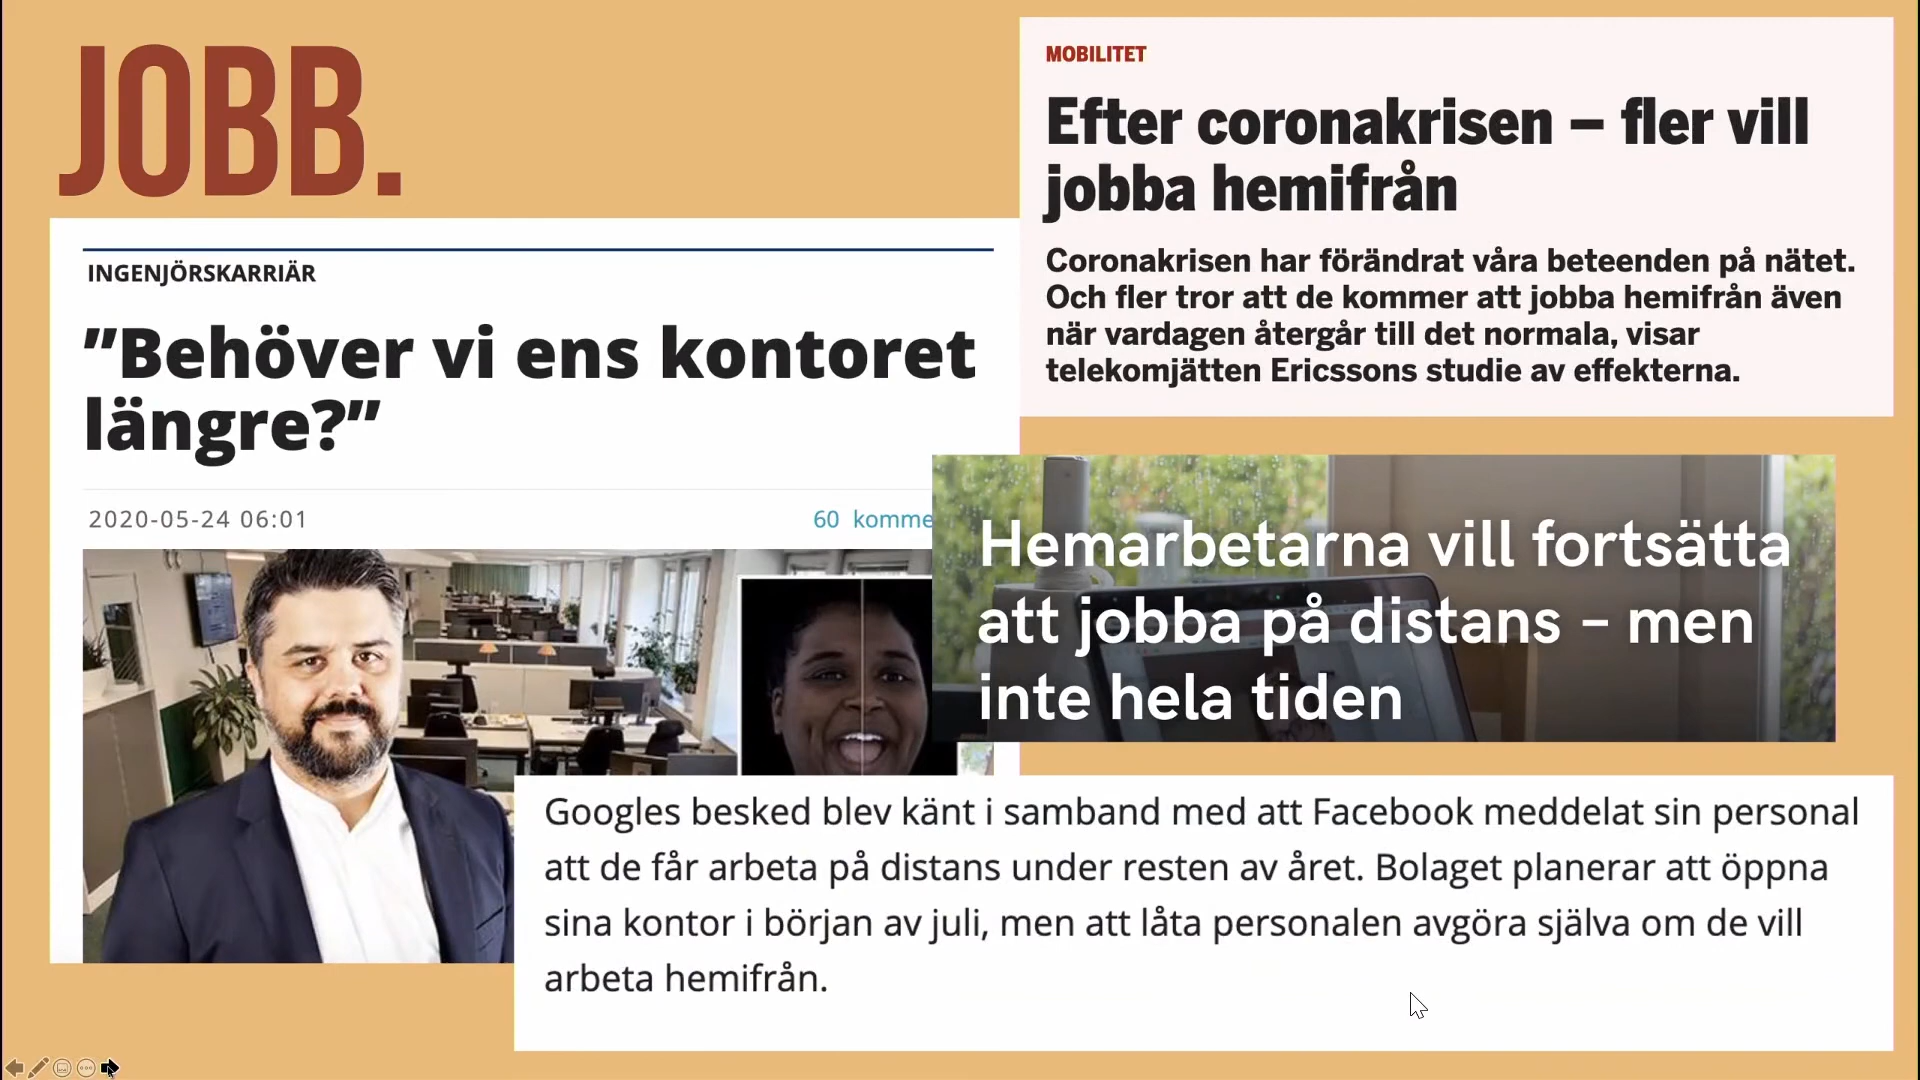 JOBB.
INGENJÖRSKARRIÄR
”Behöver vi ens kontoret
längre?”
2020-05-24 06:01
60 komme
MOBILITET
Efter coronakrisen – fler vill
jobba hemifrån
Coronakrisen har förändrat våra beteenden på nätet.
Och fler tror att de kommer att jobba hemifrån även
när vardagen återgår till det normala, visar
telekomjätten Ericssons studie av effekterna.
Hemarbetarna vill fortsätta
att jobba på distans – men
inte hela tiden
Googles besked blev känt i samband med att Facebook meddelat sin personal
att de får arbeta på distans under resten av året. Bolaget planerar att öppna
sina kontor i början av juli, men att låta personalen avgöra själva om de vill
arbeta hemifrån.